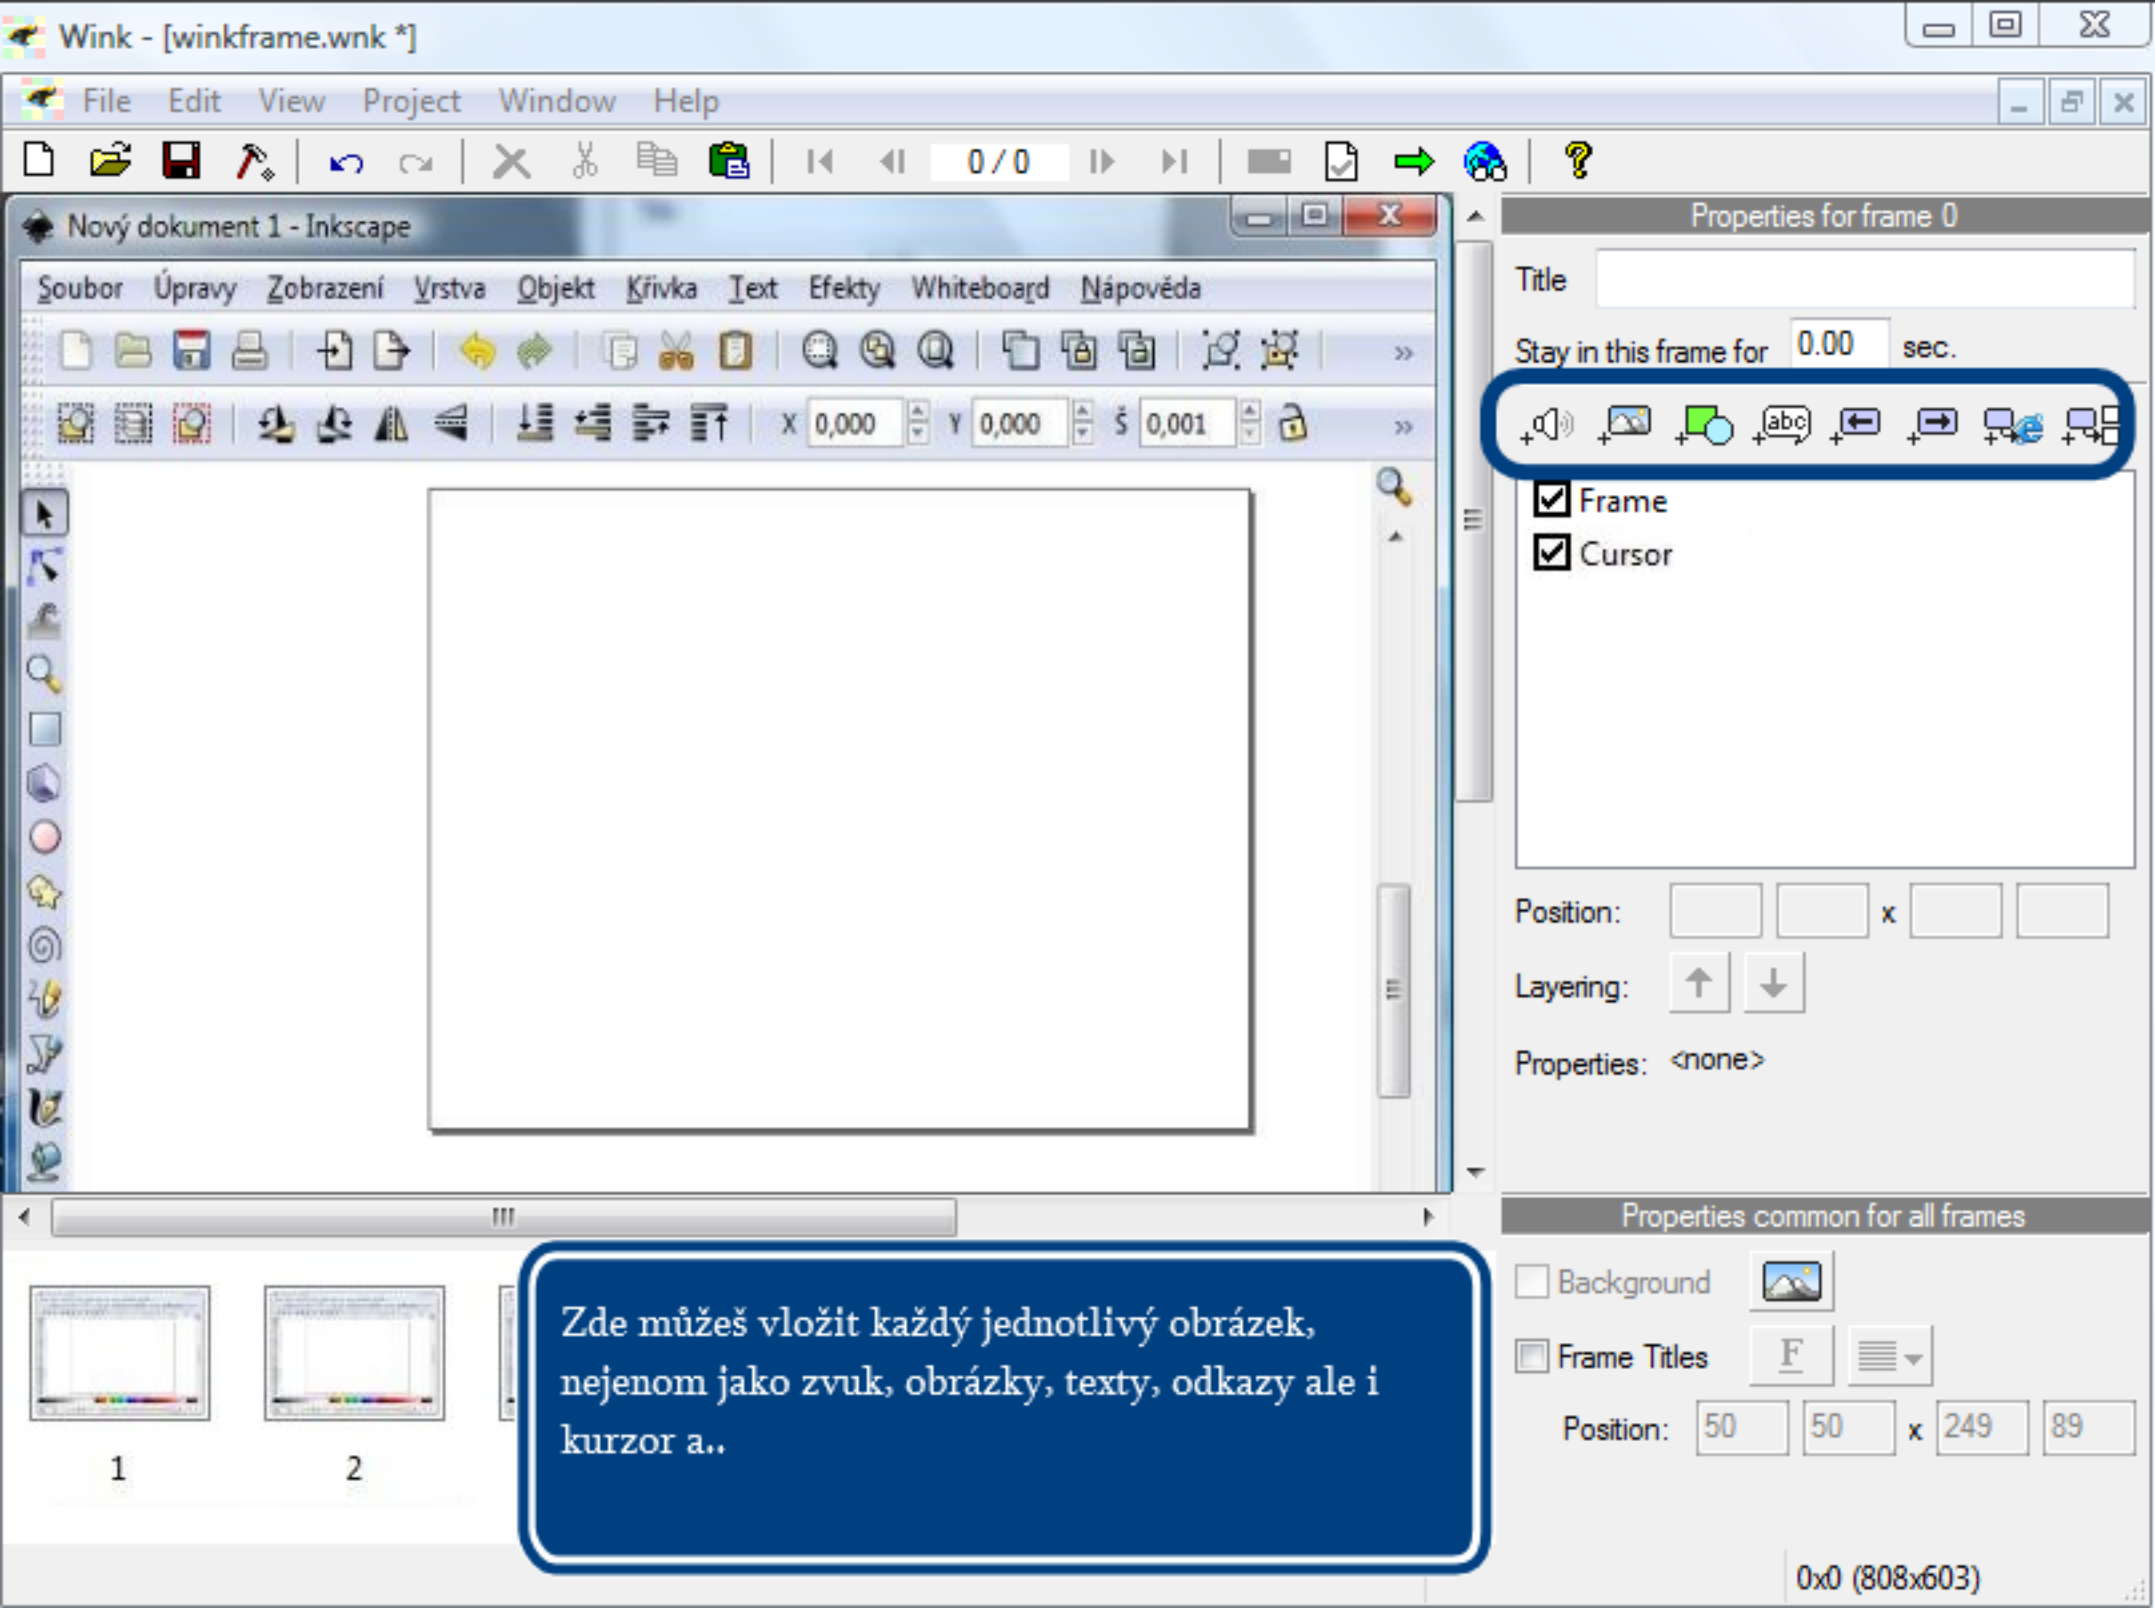 Wink - [winkframe.wnk *]
File Edit View Project Window Help
0 / 0
Nový dokument 1 - Inkscape
Soubor Úpravy Zobrazení Vrstva Objekt Křivka Text Efekty Whiteboard Nápověda
X 0,000 Y 0,000 Š 0,001
Properties for frame 0
Title
Stay in this frame for 0.00 sec.
abc
Frame
Cursor
Position: x
Layering:
Properties: <none>
Properties common for all frames
Background
Frame Titles F
Position: 50 50 x 249 89
1 2
Zde můžeš vložit každý jednotlivý obrázek,
nejenom jako zvuk, obrázky, texty, odkazy ale i
kurzor a..
0x0 (808x603)